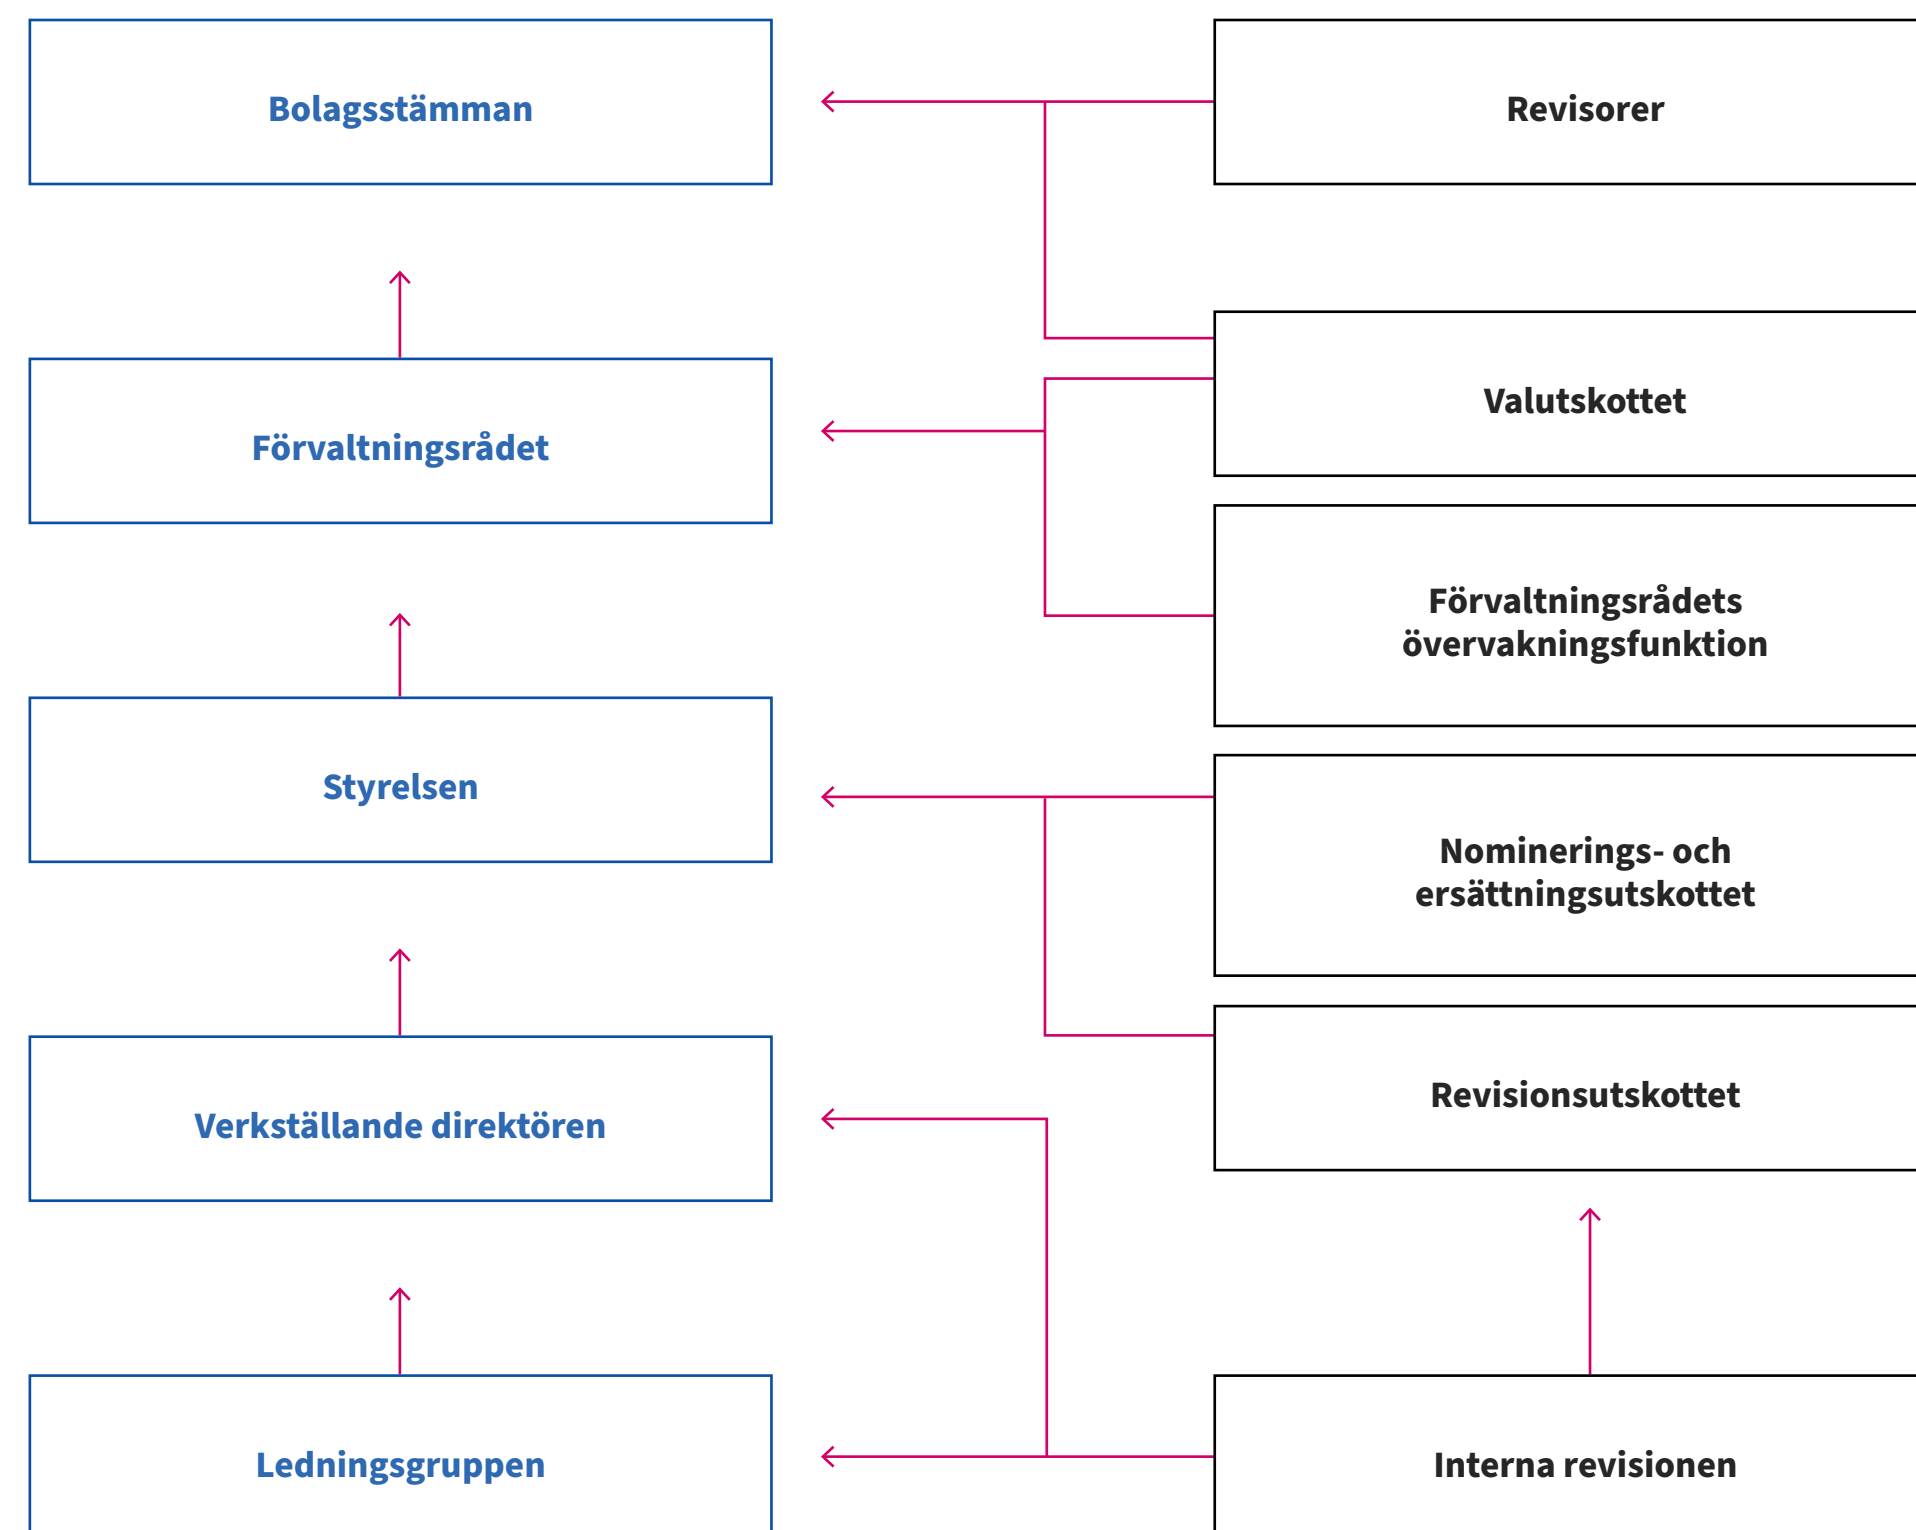 Bolagsstämman
Revisorer
Förvaltningsrådet
Valutskottet
Förvaltningsrådets
övervakningsfunktion
Styrelsen
Nominerings- och
ersättningsutskottet
Verkställande direktören
Revisionsutskottet
Ledningsgruppen
Interna revisionen